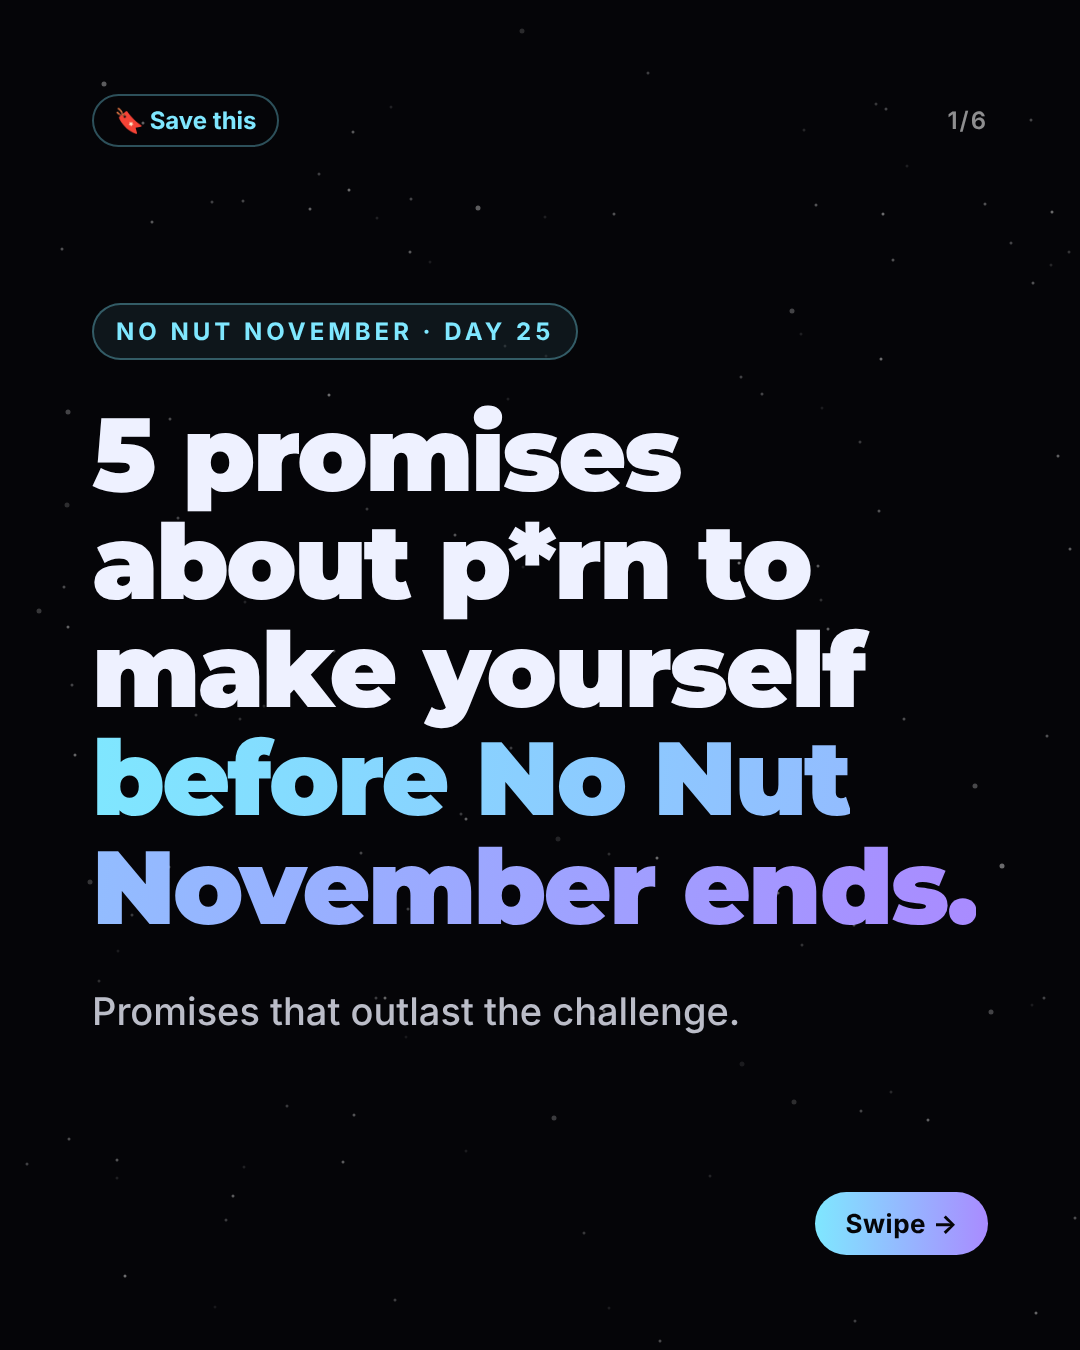 🔖 Save this
1/6
NO NUT NOVEMBER · DAY 25
5 promises
about p*rn to
make yourself
before No Nut
November ends.
Promises that outlast the challenge.
Swipe →